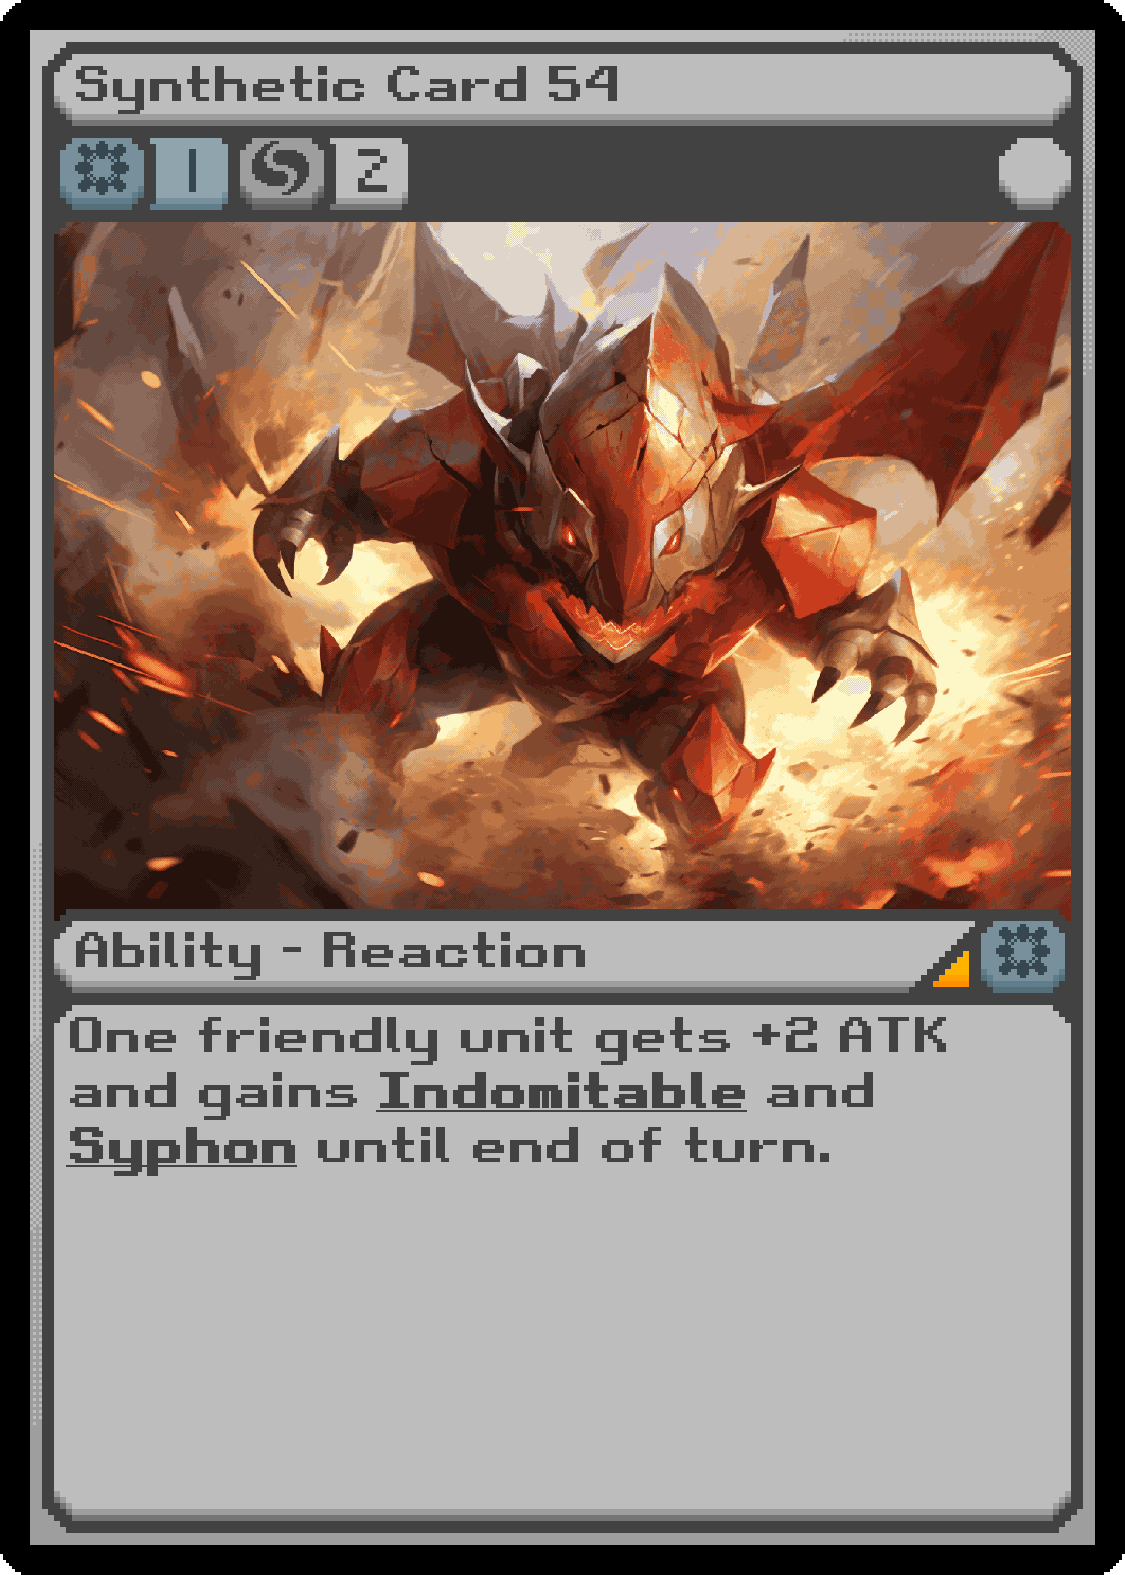 Synthetic Card 54
1 2
Ability - Reaction
One friendly unit gets +2 ATK
and gains Indomitable and
Syphon until end of turn.